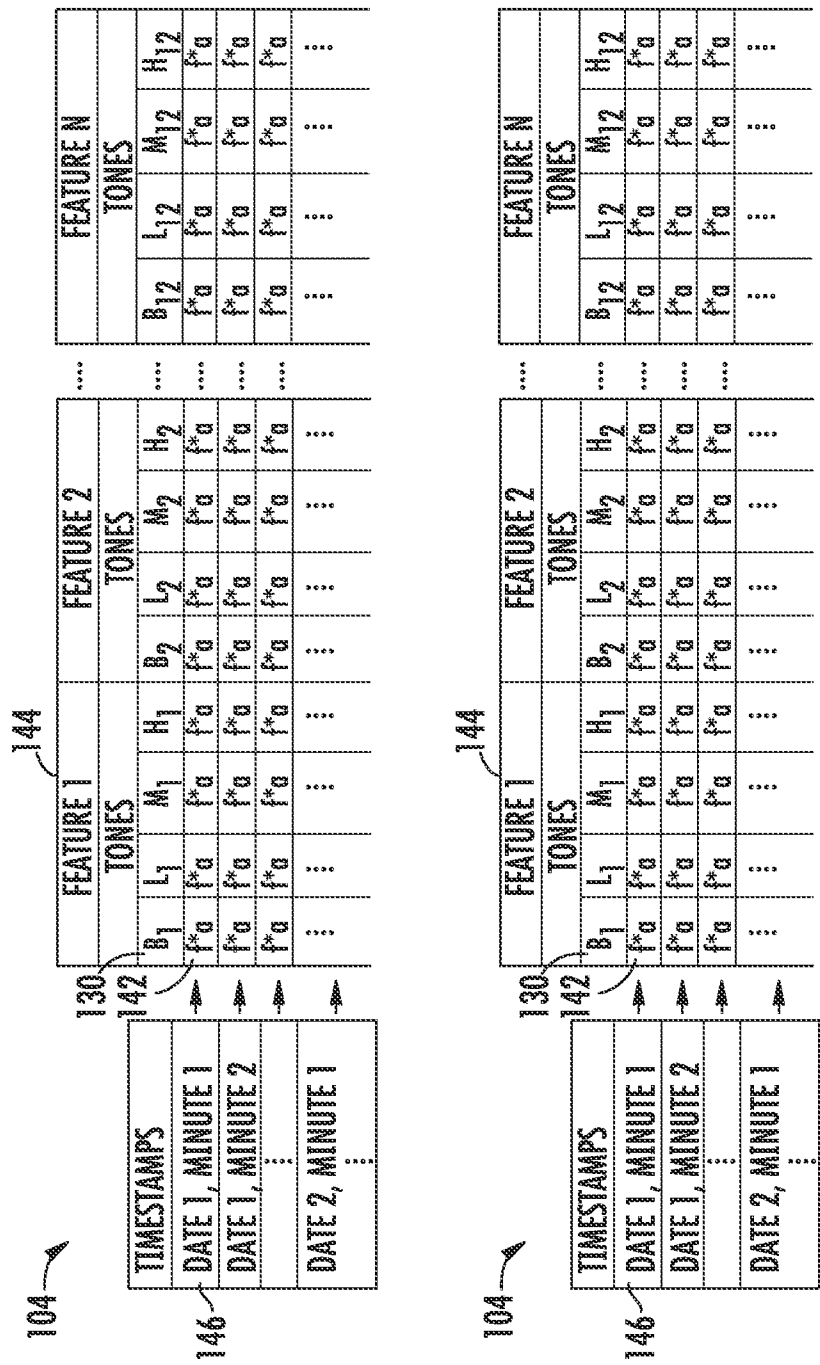 104
144
FEATURE 1 FEATURE 2 .... FEATURE N
TONES TONES TONES
130
TIMESTAMPS B1 L1 M1 H1 B2 L2 M2 H2 .... B12 L12 M12 H12
142
146
DATE 1, MINUTE 1 f*a f*a f*a f*a f*a f*a f*a f*a .... f*a f*a f*a f*a
DATE 1, MINUTE 2 f*a f*a f*a f*a f*a f*a f*a f*a .... f*a f*a f*a f*a
.... f*a f*a f*a f*a f*a f*a f*a f*a .... f*a f*a f*a f*a
DATE 2, MINUTE 1 .... .... .... .... .... .... .... .... .... .... .... ....
....
104
144
FEATURE 1 FEATURE 2 .... FEATURE N
TONES TONES TONES
130
TIMESTAMPS B1 L1 M1 H1 B2 L2 M2 H2 .... B12 L12 M12 H12
142
146
DATE 1, MINUTE 1 f*a f*a f*a f*a f*a f*a f*a f*a .... f*a f*a f*a f*a
DATE 1, MINUTE 2 f*a f*a f*a f*a f*a f*a f*a f*a .... f*a f*a f*a f*a
.... f*a f*a f*a f*a f*a f*a f*a f*a .... f*a f*a f*a f*a
DATE 2, MINUTE 1 .... .... .... .... .... .... .... .... .... .... .... ....
....